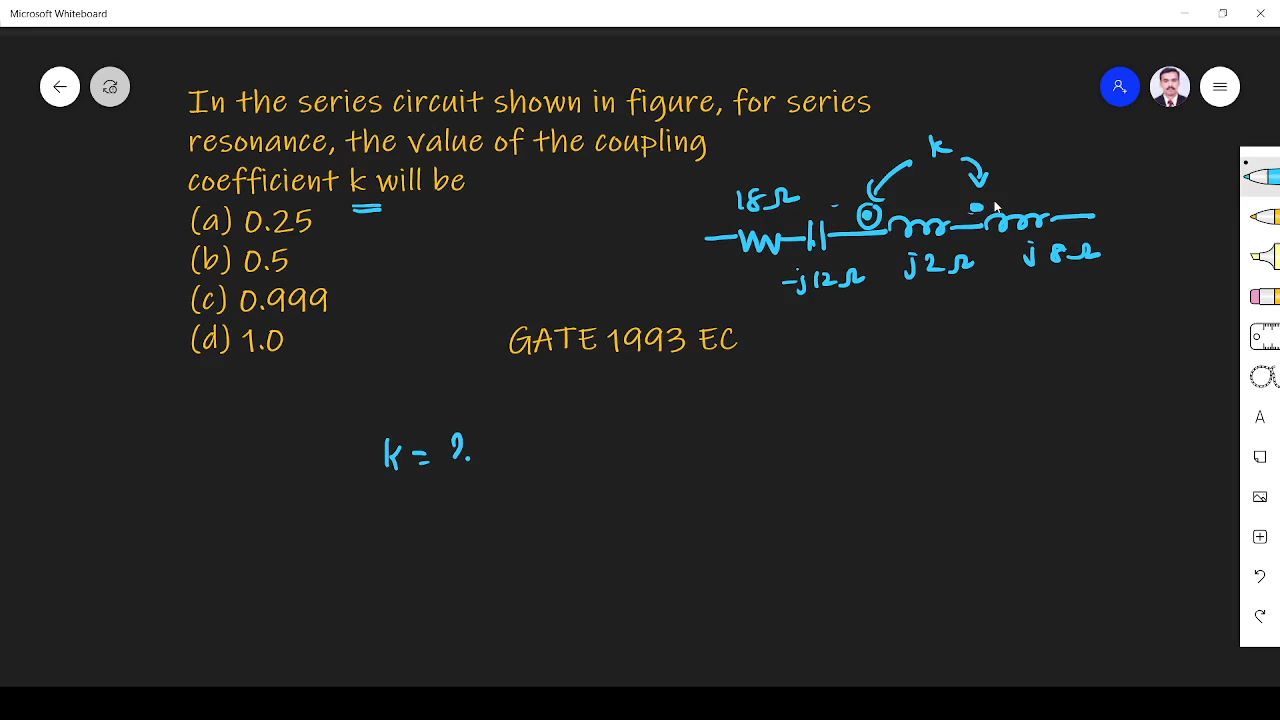 Microsoft Whiteboard
In the series circuit shown in figure, for series
resonance, the value of the coupling
coefficient k will be
(a) 0.25
(b) 0.5
(c) 0.999
(d) 1.0
GATE 1993 EC
k
18Ω
-j12Ω
j2Ω
j8Ω
k = ?
A